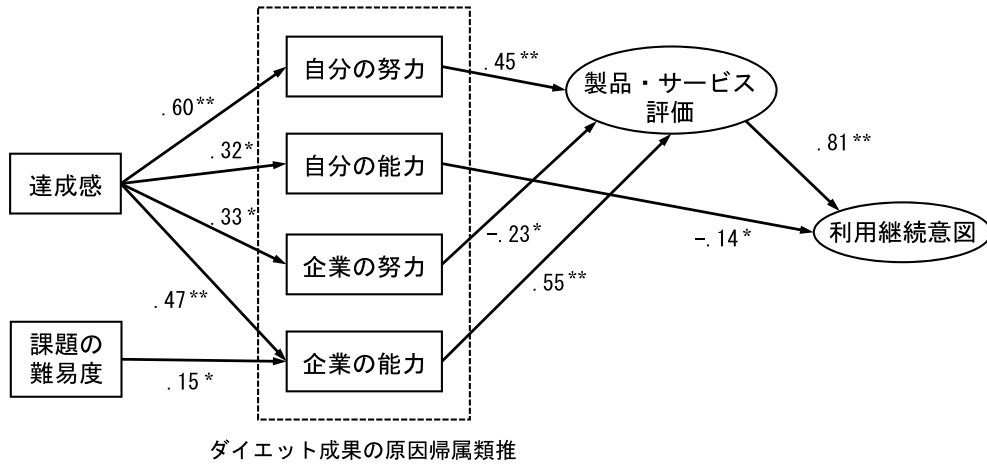 自分の努力
.45**
製品・サービス
評価
.60**
.32*
自分の能力
.81**
達成感
.33*
-.23*
-.14*
利用継続意図
企業の努力
.47**
.55**
課題の
難易度
.15*
企業の能力
ダイエット成果の原因帰属類推